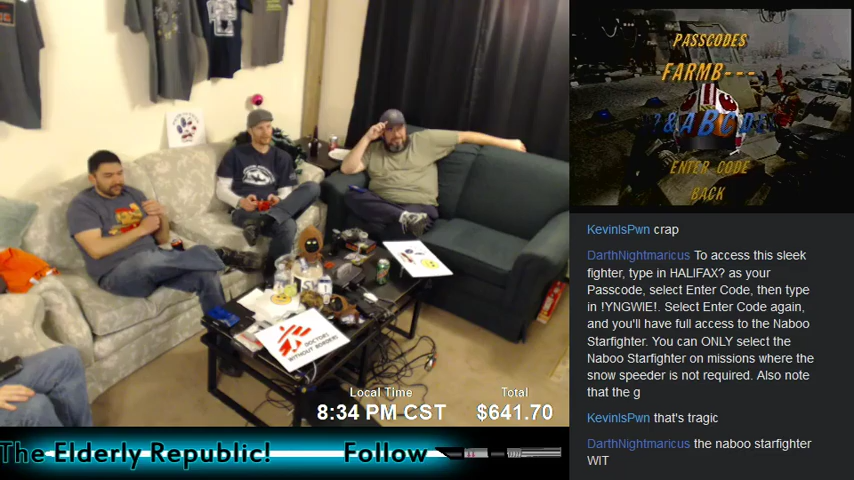 PASSCODES
FARMB---
&ABCD
ENTER CODE
BACK
KevinIsPwn crap
DarthNightmaricus To access this sleek
fighter, type in HALIFAX? as your
Passcode, select Enter Code, then type
in !YNGWIE!. Select Enter Code again,
and you'll have full access to the Naboo
Starfighter. You can ONLY select the
Naboo Starfighter on missions where the
snow speeder is not required. Also note
that the g
KevinIsPwn that's tragic
DarthNightmaricus the naboo starfighter
WIT
DOCTORS
WITHOUT BORDERS
Local Time
8:34 PM CST
Total
$641.70
The Elderly Republic!
Follow